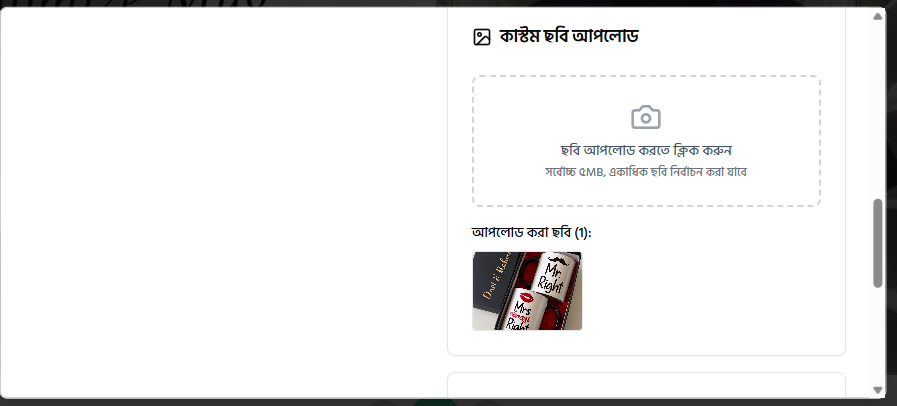 কাস্টম ছবি আপলোড
ছবি আপলোড করতে ক্লিক করুন
সর্বোচ্চ ৫MB, একাধিক ছবি নির্বাচন করা যাবে
আপলোড করা ছবি (1):
Mr
Right
Mrs
Always
Right